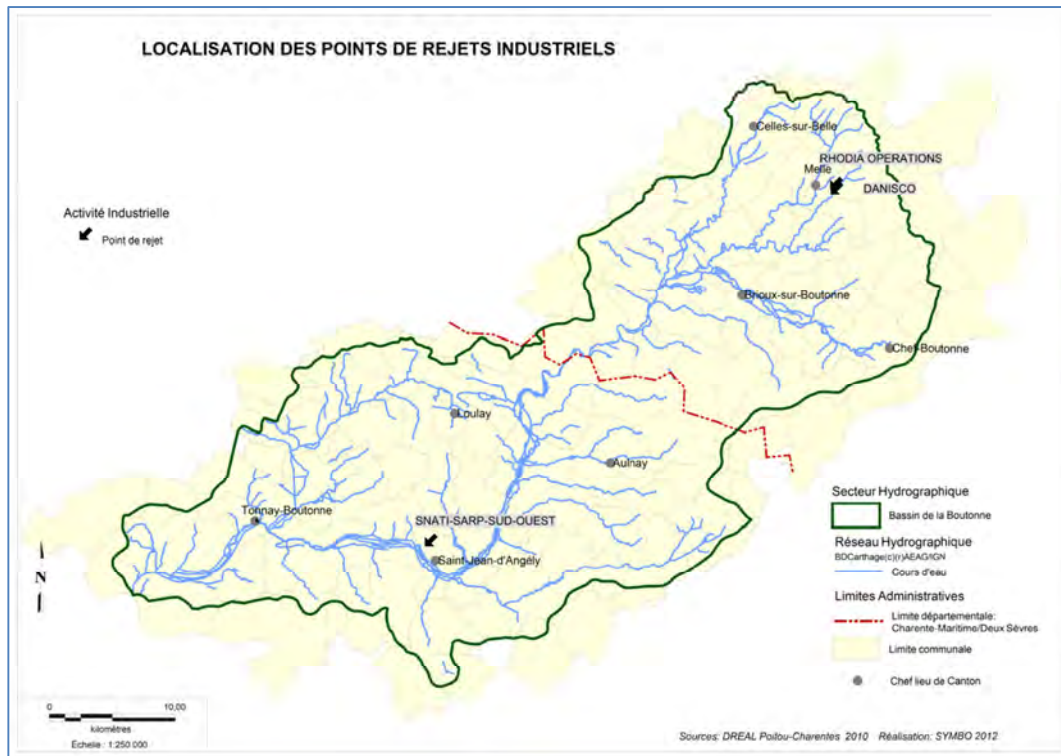 LOCALISATION DES POINTS DE REJETS INDUSTRIELS
Celles-sur-Belle
RHODIA OPERATIONS
Melle
DANISCO
Activité Industrielle
Point de rejet
Brioux-sur-Boutonne
Chef-Boutonne
Loulay
Aulnay
Tonnay-Boutonne
SNATI-SARP-SUD-OUEST
Saint-Jean-d'Angély
Secteur Hydrographique
Bassin de la Boutonne
Réseau Hydrographique
BDCarthage(c)(r)AEAG/IGN
Cours d'eau
Limites Administratives
Limite départementale:
Charente-Maritime/Deux Sèvres
Limite communale
Chef lieu de Canton
N
0 10,00
kilomètres
Échelle : 1:250 000
Sources: DREAL Poitou-Charentes 2010 Réalisation: SYMBO 2012